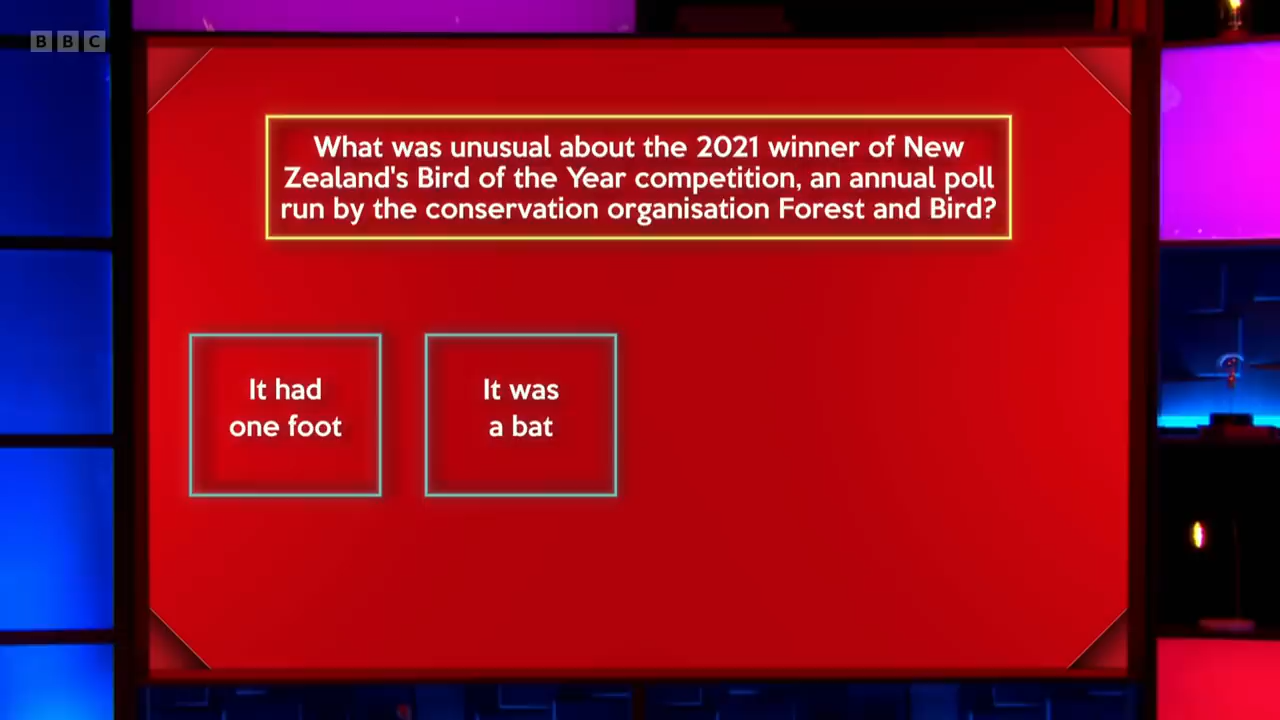 BBC
What was unusual about the 2021 winner of New
Zealand's Bird of the Year competition, an annual poll
run by the conservation organisation Forest and Bird?
It had
one foot
It was
a bat